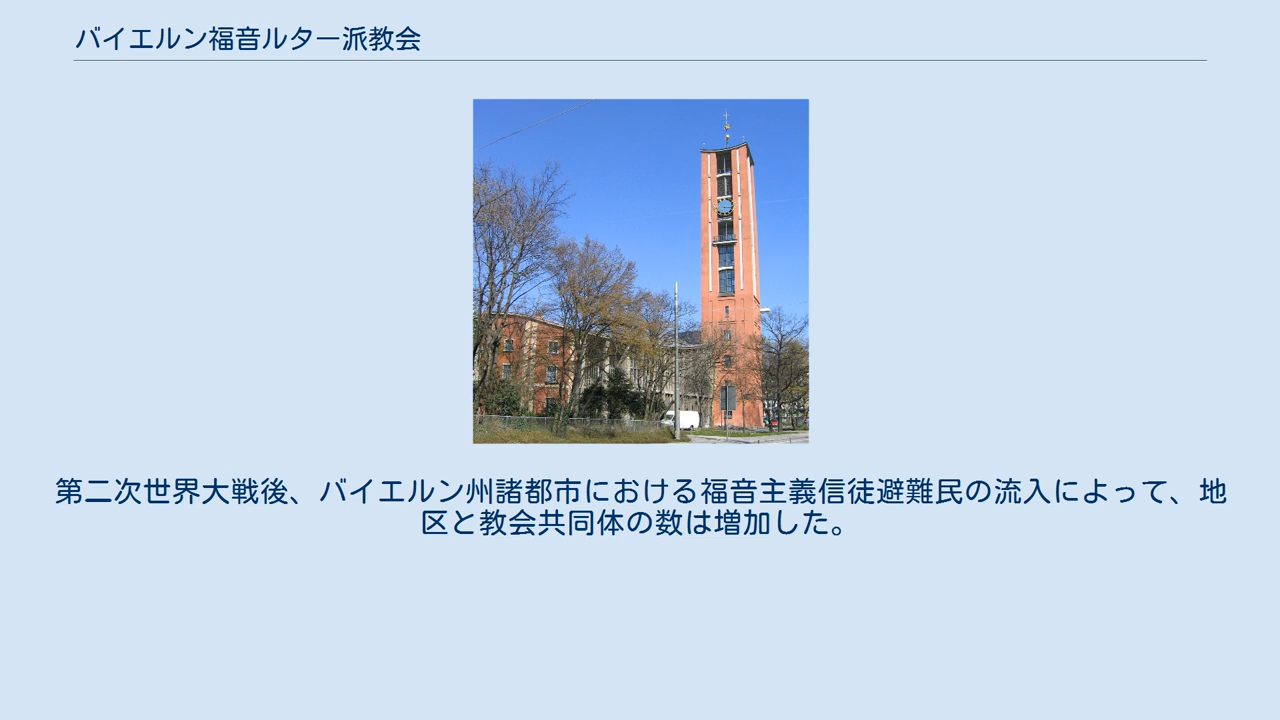 バイエルン福音ルター派教会
第二次世界大戦後、バイエルン州諸都市における福音主義信徒避難民の流入によって、地
区と教会共同体の数は増加した。